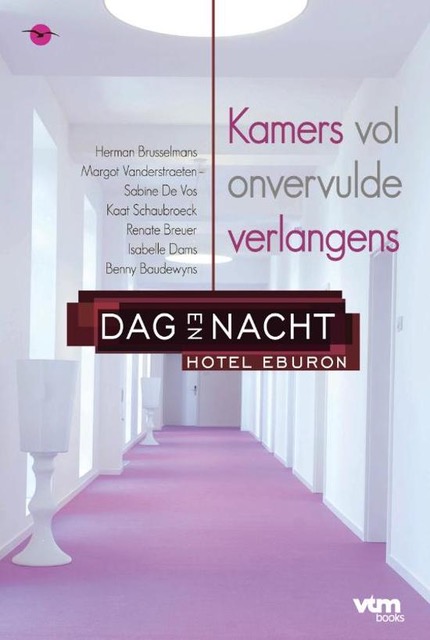 Kamers vol
onvervulde
verlangens
Herman Brusselmans
Margot Vanderstraeten -
Sabine De Vos
Kaat Schaubroeck
Renate Breuer
Isabelle Dams
Benny Baudewyns
DAG EN NACHT
HOTEL EBURON
vtm
books